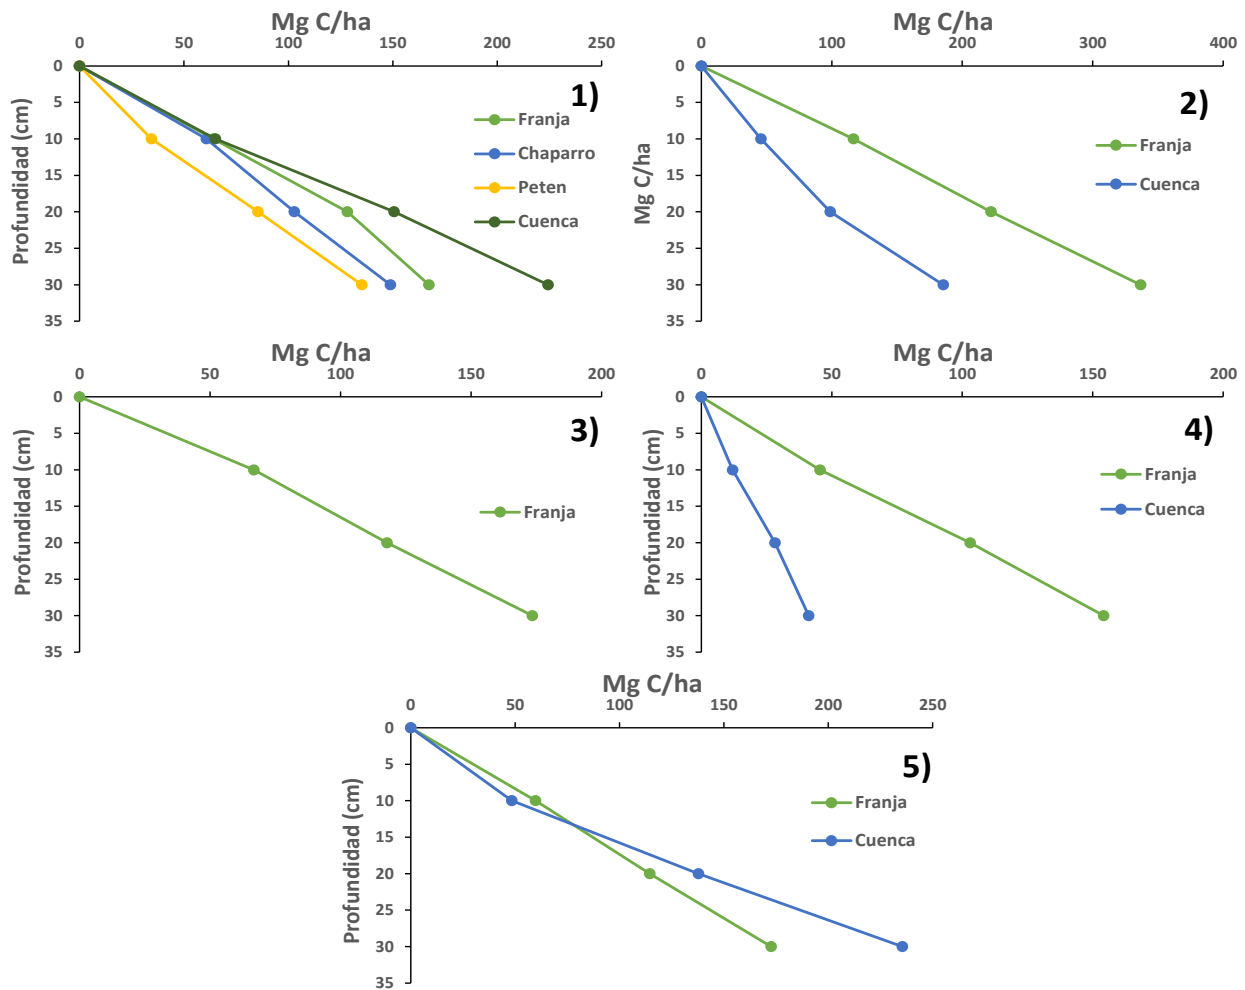 Mg C/ha
0 50 100 150 200 250
Profundidad (cm)
0
5
10
15
20
25
30
35
1)
Franja
Chaparro
Peten
Cuenca
Mg C/ha
0 100 200 300 400
Mg C/ha
0
5
10
15
20
25
30
35
2)
Franja
Cuenca
Mg C/ha
0 50 100 150 200
Profundidad (cm)
0
5
10
15
20
25
30
35
3)
Franja
Mg C/ha
0 50 100 150 200
Profundidad (cm)
0
5
10
15
20
25
30
35
4)
Franja
Cuenca
Mg C/ha
0 50 100 150 200 250
Profundidad (cm)
0
5
10
15
20
25
30
35
5)
Franja
Cuenca